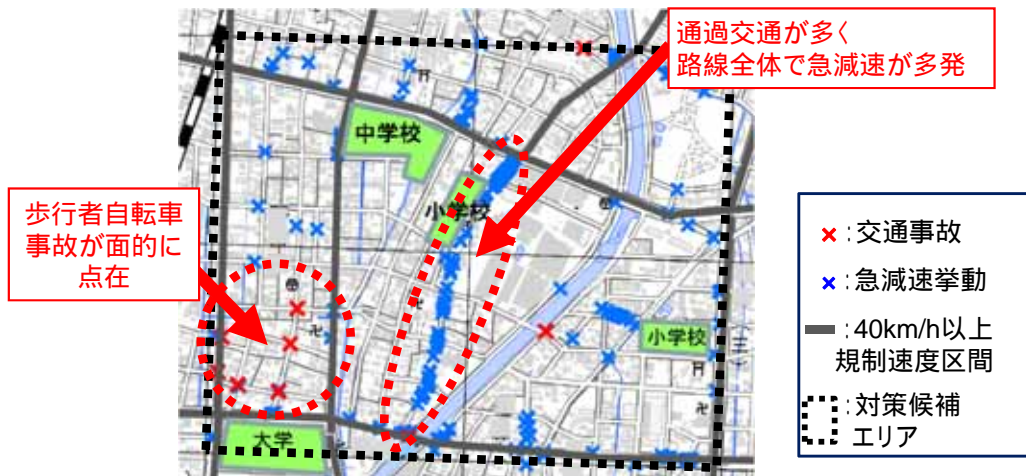 通過交通が多く
路線全体で急減速が多発
中学校
小学校
歩行者自転車
事故が面的に
点在
小学校
大学
×:交通事故
×:急減速挙動
:40km/h以上
規制速度区間
:対策候補
エリア